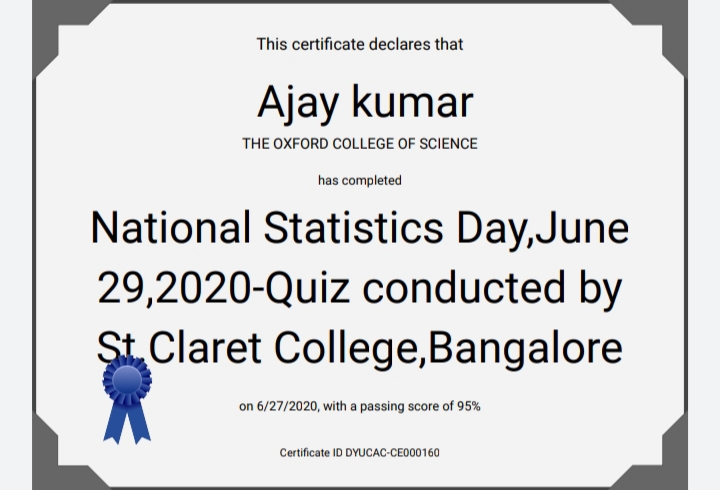 This certificate declares that
Ajay kumar
THE OXFORD COLLEGE OF SCIENCE
has completed
National Statistics Day,June
29,2020-Quiz conducted by
St.Claret College,Bangalore
on 6/27/2020, with a passing score of 95%
Certificate ID DYUCAC-CE000160